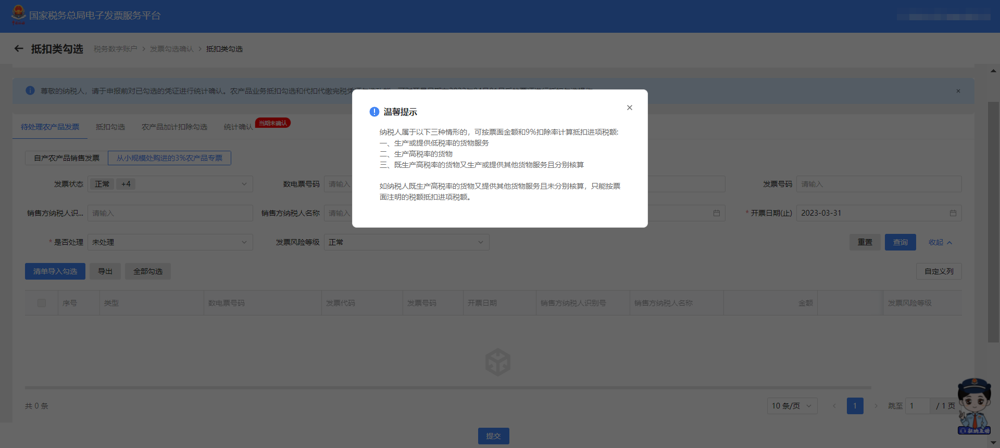 国家税务总局电子发票服务平台
抵扣类勾选 税务数字账户 > 发票勾选确认 > 抵扣类勾选
尊敬的纳税人，请于申报前对已勾选的凭证进行统计确认。农产品业务抵扣勾选和代扣代缴完税凭
温馨提示
纳税人属于以下三种情形的，可按票面金额和9%扣除率计算抵扣进项税额:
一、生产或提供低税率的货物服务
二、生产高税率的货物
三、既生产高税率的货物又生产或提供其他货物服务且分别核算
如纳税人既生产高税率的货物又提供其他货物服务且未分别核算，只能按票
面注明的税额抵扣进项税额。
待处理农产品发票 抵扣勾选 农产品加计扣除勾选 统计确认 当期未确认
自产农产品销售发票 从小规模处购进的3%农产品专票
发票状态 正常 +4 数电票号码 请输入 发票号码 请输入
销售方纳税人识... 请输入 销售方纳税人名称 请输入 * 开票日期(止) 2023-03-31
* 是否处理 未处理 发票风险等级 正常 重置 查询 收起
清单导入勾选 导出 全部勾选 自定义列
序号 类型 数电票号码 发票代码 发票号码 开票日期 销售方纳税人识别号 销售方纳税人名称 金额 发票风险等级
共 0 条 10 条/页 1 跳至 1 / 1 页
征纳互动
提交